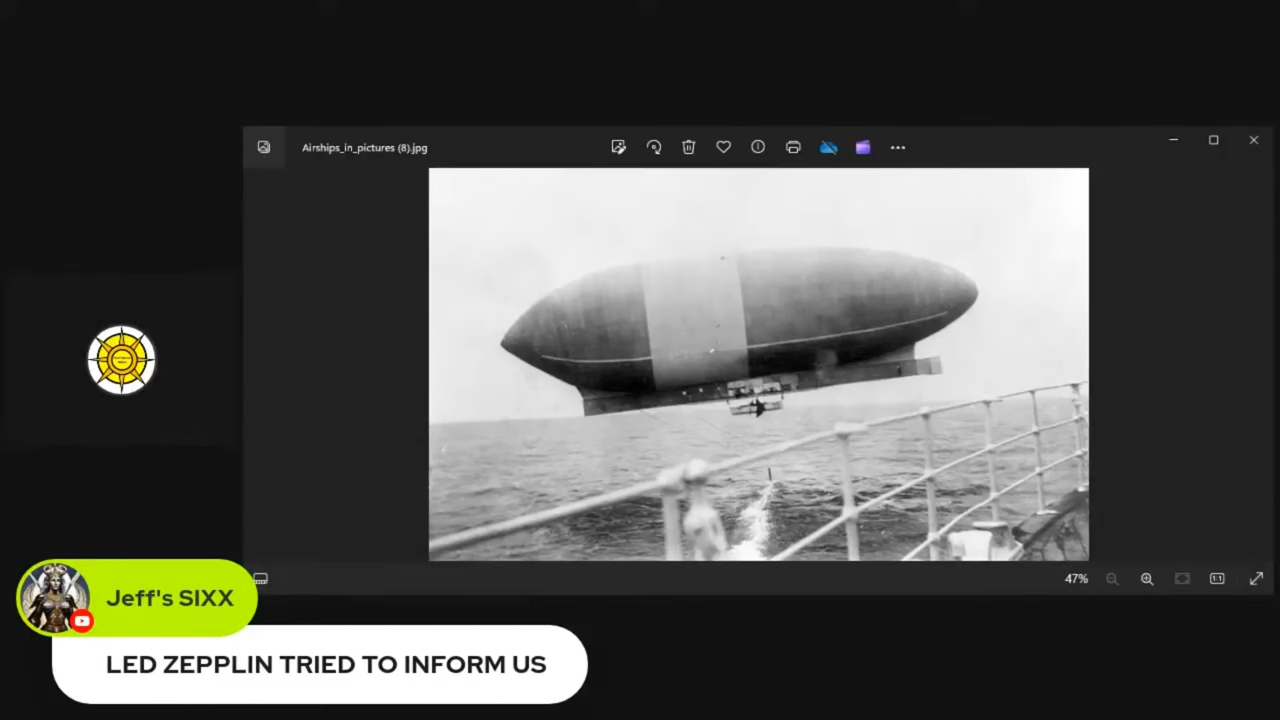 Airships_in_pictures (8).jpg
47%
Jeff's SIXX
LED ZEPPLIN TRIED TO INFORM US